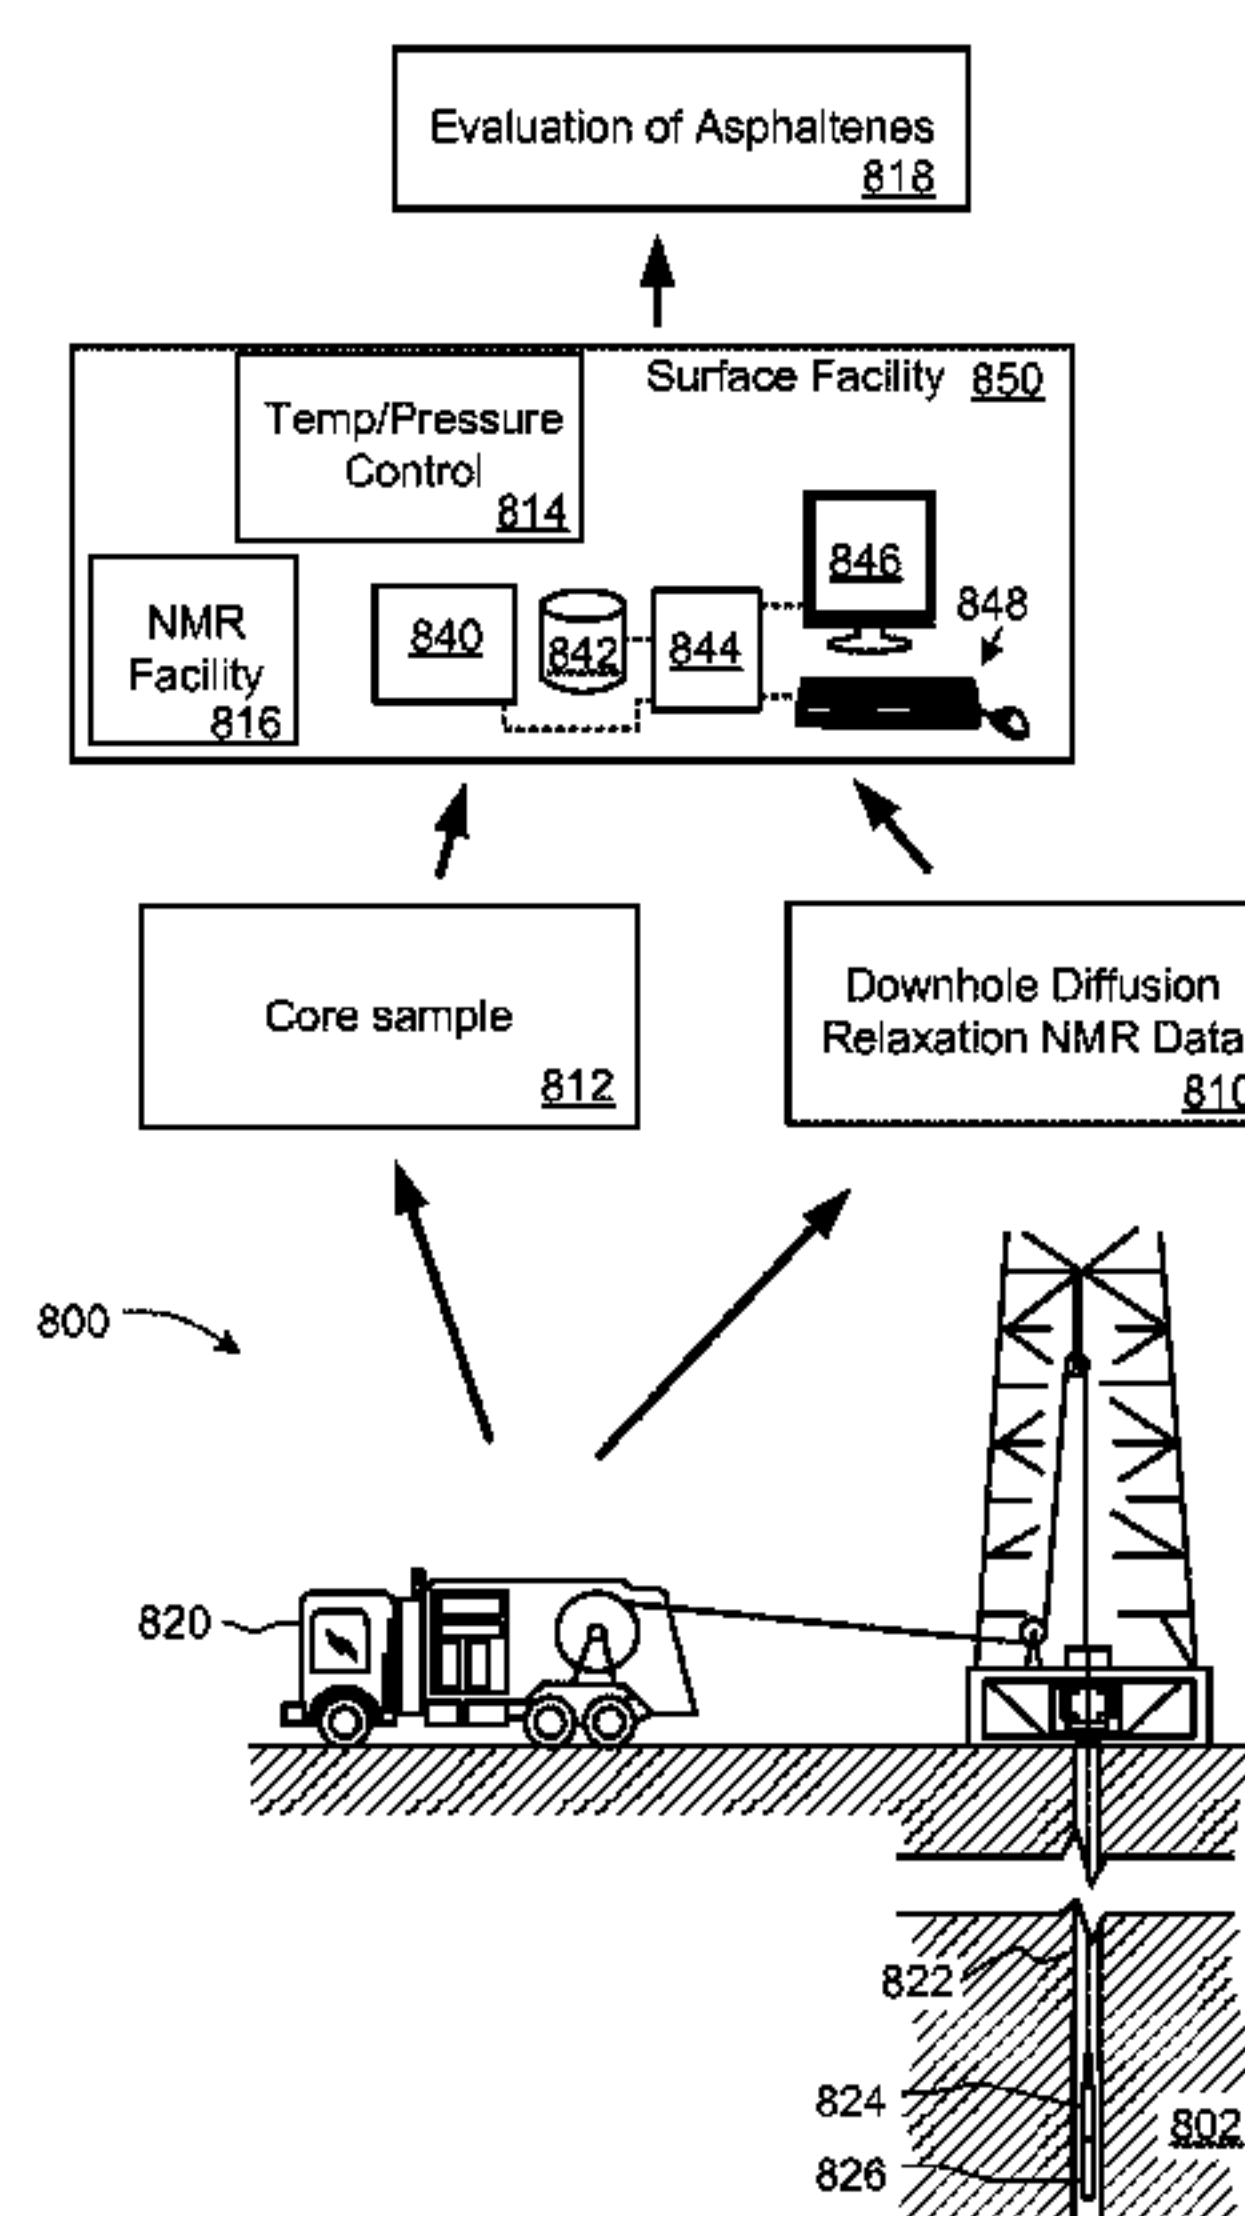 Evaluation of Asphaltenes
818
Surface Facility 850
Temp/Pressure
Control
814
846
848
NMR
Facility
816
840
842
844
Core sample
812
Downhole Diffusion
Relaxation NMR Data
810
800
820
822
824
802
826